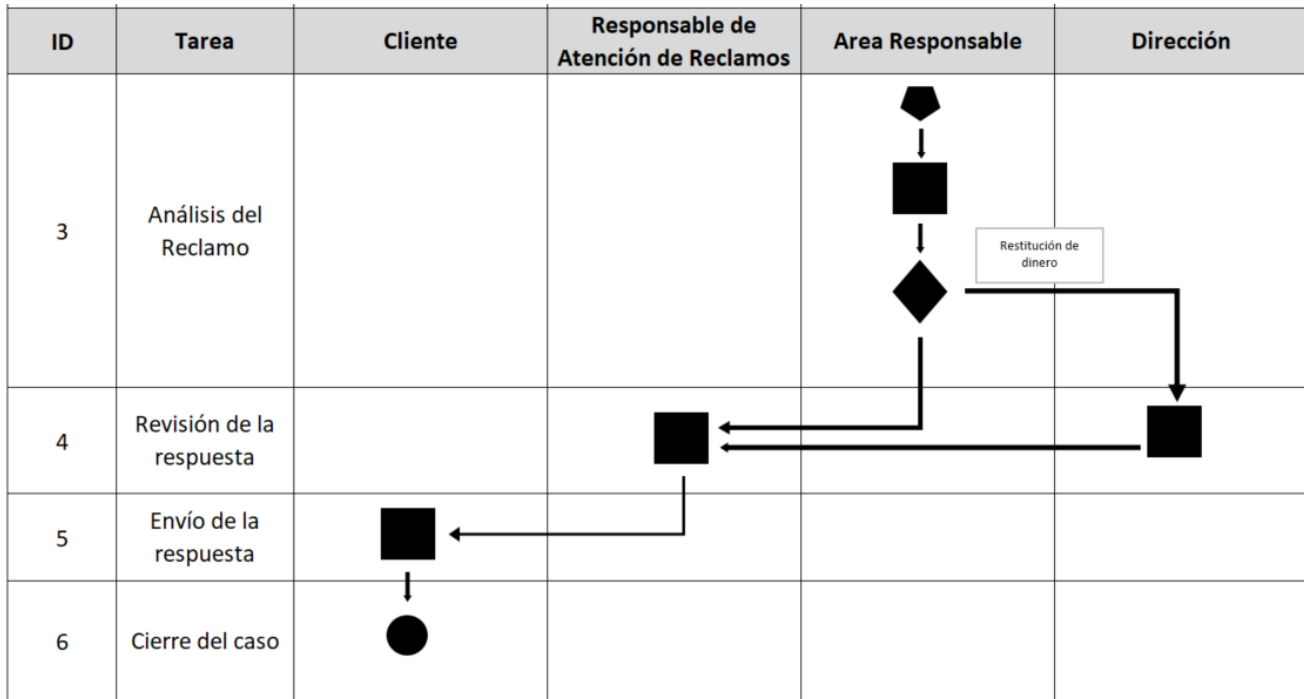 ID
Tarea
Cliente
Responsable de
Atención de Reclamos
Area Responsable
Dirección
3
Análisis del
Reclamo
Restitución de
dinero
4
Revisión de la
respuesta
5
Envío de la
respuesta
6
Cierre del caso